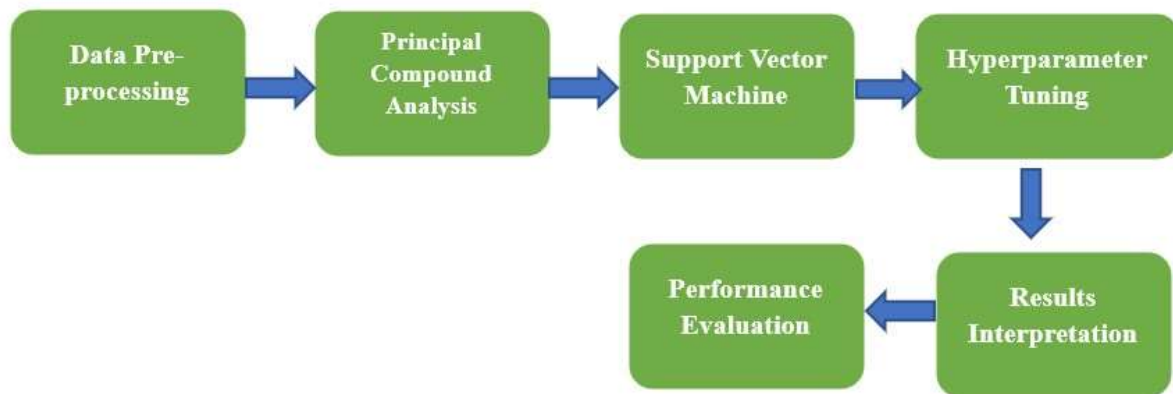 Data Pre-
processing
Principal
Compound
Analysis
Support Vector
Machine
Hyperparameter
Tuning
Results
Interpretation
Performance
Evaluation